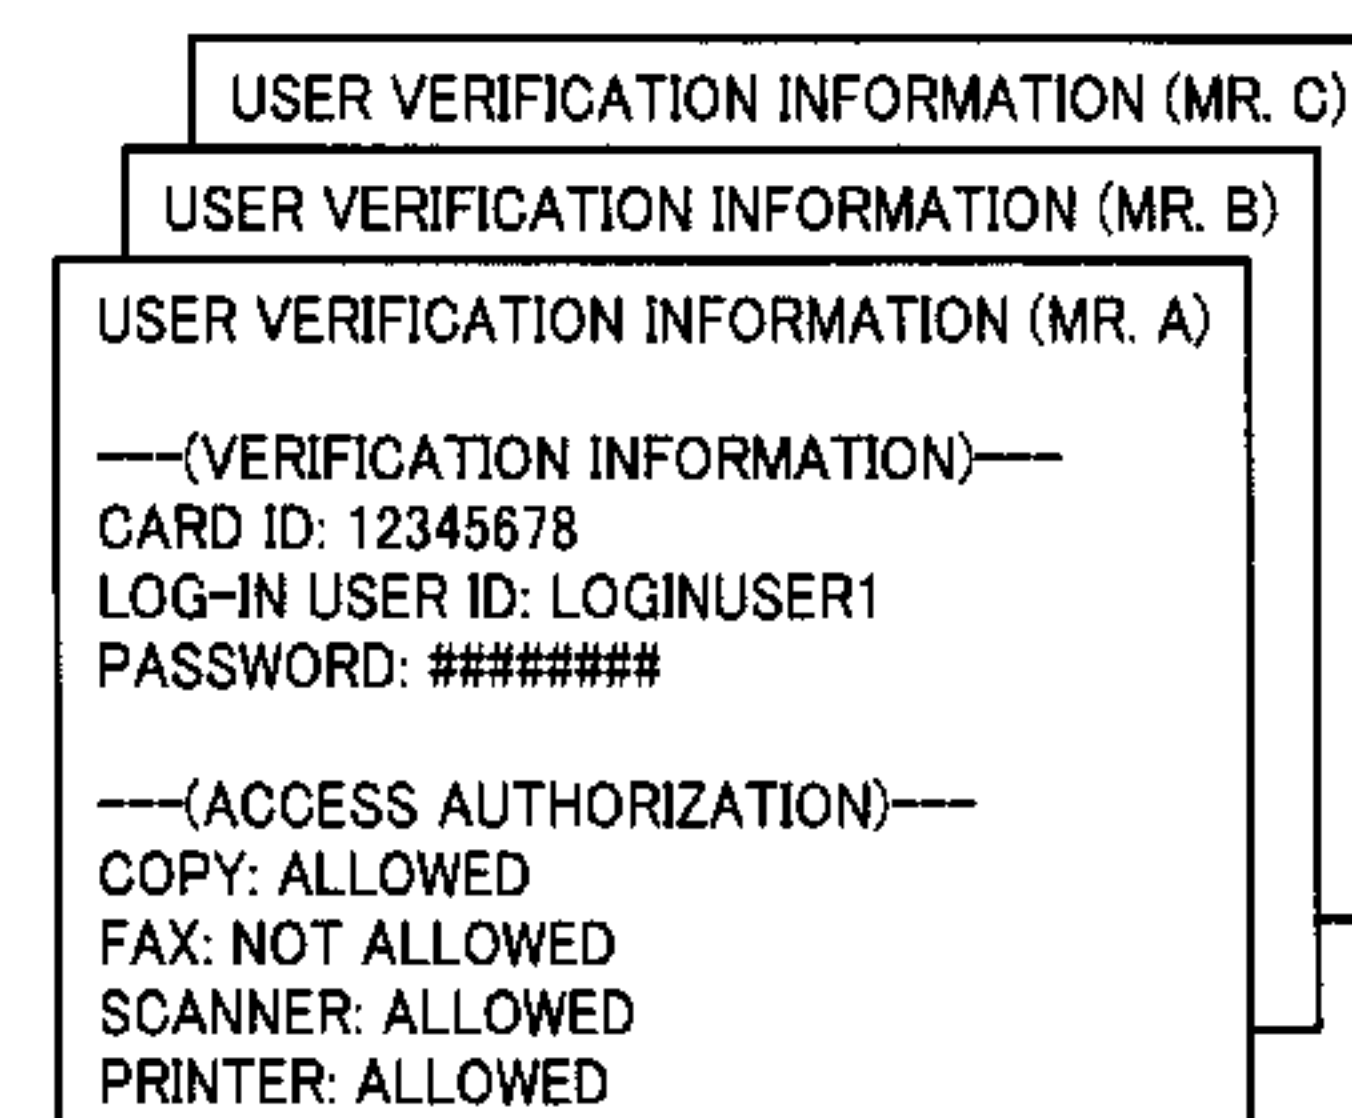 USER VERIFICATION INFORMATION (MR. C)
USER VERIFICATION INFORMATION (MR. B)
USER VERIFICATION INFORMATION (MR. A)
---(VERIFICATION INFORMATION)---
CARD ID: 12345678
LOG-IN USER ID: LOGINUSER1
PASSWORD: ########
---(ACCESS AUTHORIZATION)---
COPY: ALLOWED
FAX: NOT ALLOWED
SCANNER: ALLOWED
PRINTER: ALLOWED